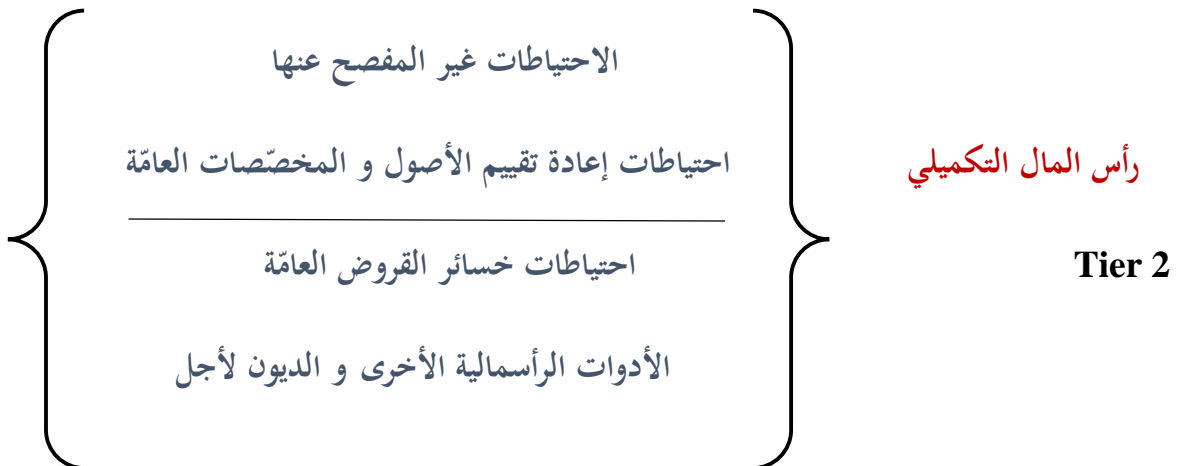 الاحتياطات غير المفصح عنها
رأس المال التكميلي
احتياطات إعادة تقييم الأصول و المخصّصات العامّة
Tier 2
احتياطات خسائر القروض العامّة
الأدوات الرأسمالية الأخرى و الديون لأجل